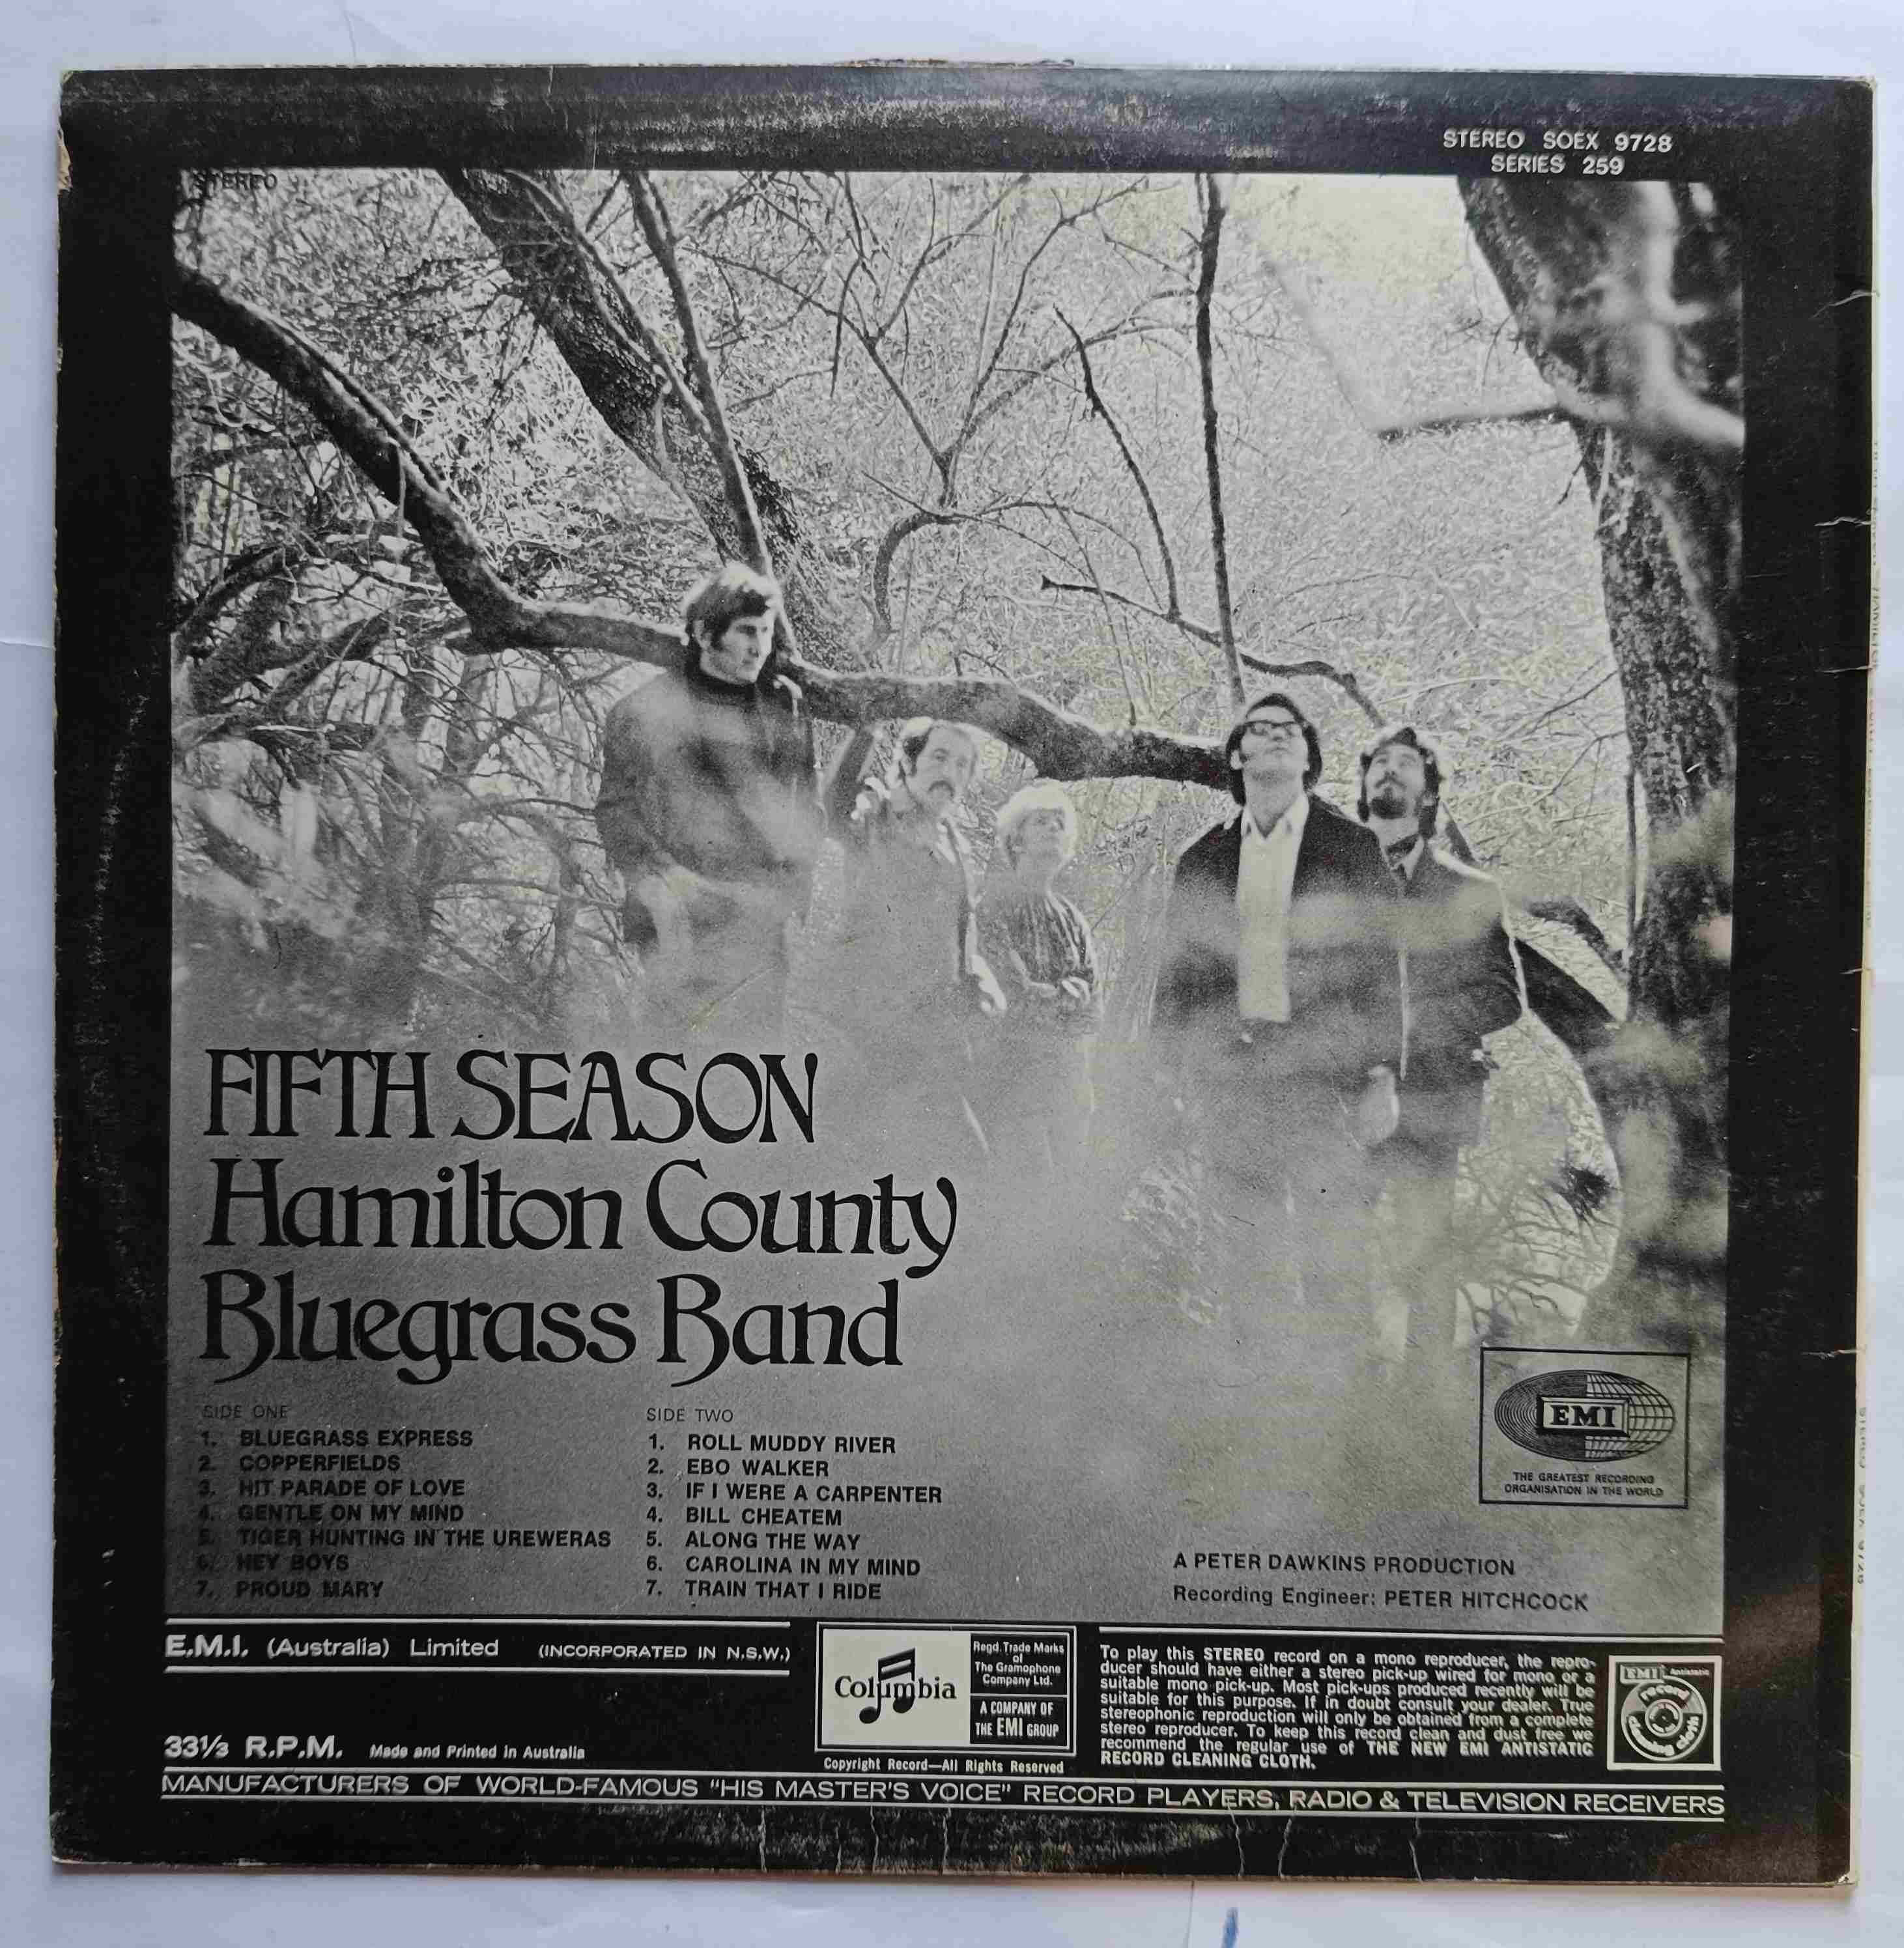 STEREO SOEX 9728
SERIES 259
STEREO
FIFTH SEASON
Hamilton County
Bluegrass Band
SIDE ONE
1. BLUEGRASS EXPRESS
2. COPPERFIELDS
3. HIT PARADE OF LOVE
4. GENTLE ON MY MIND
5. TIGER HUNTING IN THE UREWERAS
6. HEY BOYS
7. PROUD MARY
SIDE TWO
1. ROLL MUDDY RIVER
2. EBO WALKER
3. IF I WERE A CARPENTER
4. BILL CHEATEM
5. ALONG THE WAY
6. CAROLINA IN MY MIND
7. TRAIN THAT I RIDE
EMI
THE GREATEST RECORDING
ORGANISATION IN THE WORLD
A PETER DAWKINS PRODUCTION
Recording Engineer: PETER HITCHCOCK
E.M.I. (Australia) Limited (INCORPORATED IN N.S.W.)
33⅓ R.P.M. Made and Printed in Australia
Columbia
Regd. Trade Marks
of
The Gramophone
Company Ltd.
A COMPANY OF
THE EMI GROUP
Copyright Record—All Rights Reserved
To play this STEREO record on a mono reproducer, the repro-
ducer should have either a stereo pick-up wired for mono or a
suitable mono pick-up. Most pick-ups produced recently will be
suitable for this purpose. If in doubt consult your dealer. True
stereophonic reproduction will only be obtained from a complete
stereo reproducer. To keep this record clean and dust free we
recommend the regular use of THE NEW EMI ANTISTATIC
RECORD CLEANING CLOTH.
EMI Antistatic
record
cleaning cloth
MANUFACTURERS OF WORLD-FAMOUS "HIS MASTER'S VOICE" RECORD PLAYERS, RADIO & TELEVISION RECEIVERS